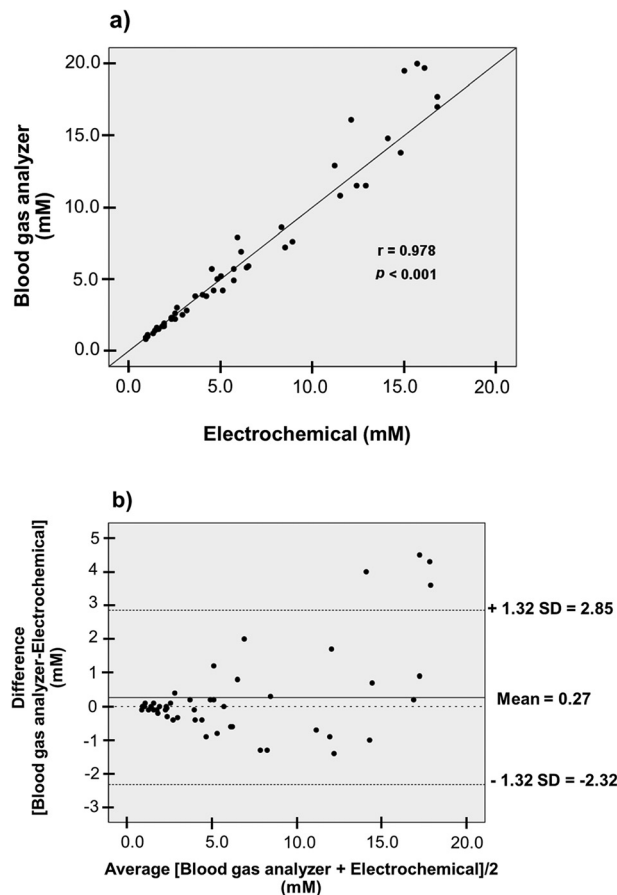 a)
20.0
15.0
10.0
5.0
0.0
Blood gas analyzer
(mM)
r = 0.978
p < 0.001
0.0 5.0 10.0 15.0 20.0
Electrochemical (mM)
b)
5
4
3
2
1
0
-1
-2
-3
Difference
[Blood gas analyzer-Electrochemical]
(mM)
+ 1.32 SD = 2.85
Mean = 0.27
- 1.32 SD = -2.32
0.0 5.0 10.0 15.0 20.0
Average [Blood gas analyzer + Electrochemical]/2
(mM)